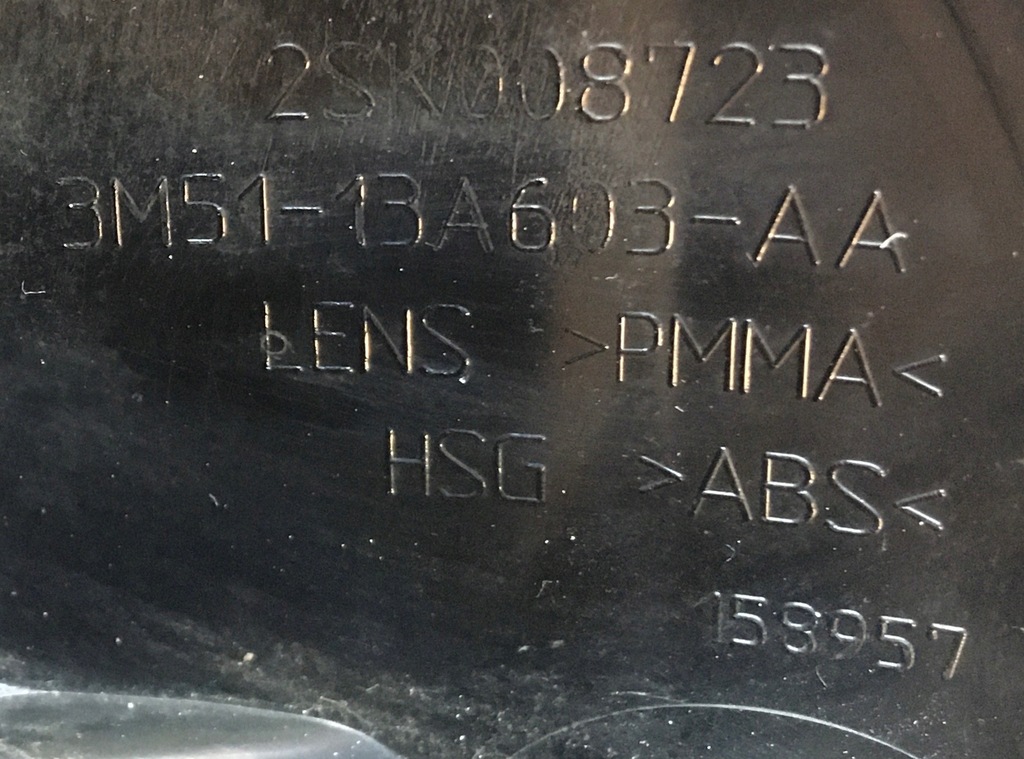 2SK008723
3M51-13A603-AA
LENS >PMMA<
HSG >ABS<
158957